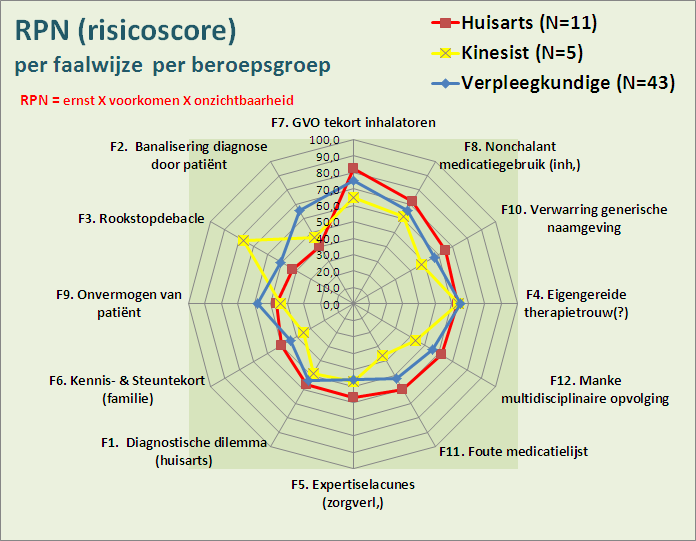 RPN (risicoscore)
per faalwijze per beroepsgroep
RPN = ernst X voorkomen X onzichtbaarheid
Huisarts (N=11)
Kinesist (N=5)
Verpleegkundige (N=43)
F7. GVO tekort inhalatoren
F8. Nonchalant
medicatiegebruik (inh,)
F10. Verwarring generische
naamgeving
F4. Eigengereide
therapietrouw(?)
F12. Manke
multidisciplinaire opvolging
F11. Foute medicatielijst
F5. Expertiselacunes
(zorgverl,)
F1. Diagnostische dilemma
(huisarts)
F6. Kennis- & Steuntekort
(familie)
F9. Onvermogen van
patiënt
F3. Rookstopdebacle
F2. Banalisering diagnose
door patiënt
100,0
90,0
80,0
70,0
60,0
50,0
40,0
30,0
20,0
10,0
0,0